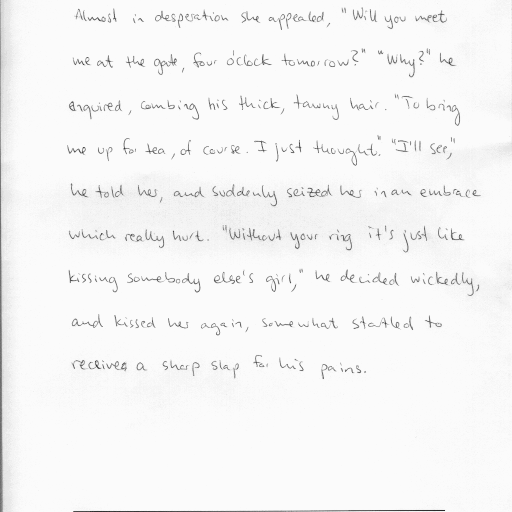 Almost in desperation she appealed, "Will you meet
me at the gate, four o'clock tomorrow?" "Why?" he
enquired, combing his thick, tawny hair. "To bring
me up for tea, of course. I just thought." "I'll see,"
he told her, and suddenly seized her in an embrace
which really hurt. "Without your ring it's just like
kissing somebody else's girl," he decided wickedly,
and kissed her again, somewhat startled to
receive a sharp slap for his pains.